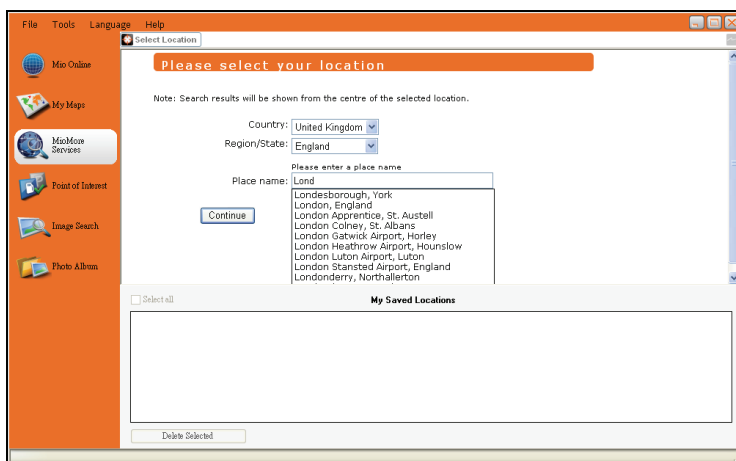 File Tools Language Help
Select Location
Mio Online
My Maps
MioMore
Services
Point of Interest
Image Search
Photo Album
Please select your location
Note: Search results will be shown from the centre of the selected location.
Country: United Kingdom
Region/State: England
Please enter a place name
Place name: Lond
Londesborough, York
London, England
London Apprentice, St. Austell
London Colney, St. Albans
London Gatwick Airport, Horley
London Heathrow Airport, Hounslow
London Luton Airport, Luton
London Stansted Airport, England
Londonderry, Northallerton
Continue
Select all
My Saved Locations
Delete Selected